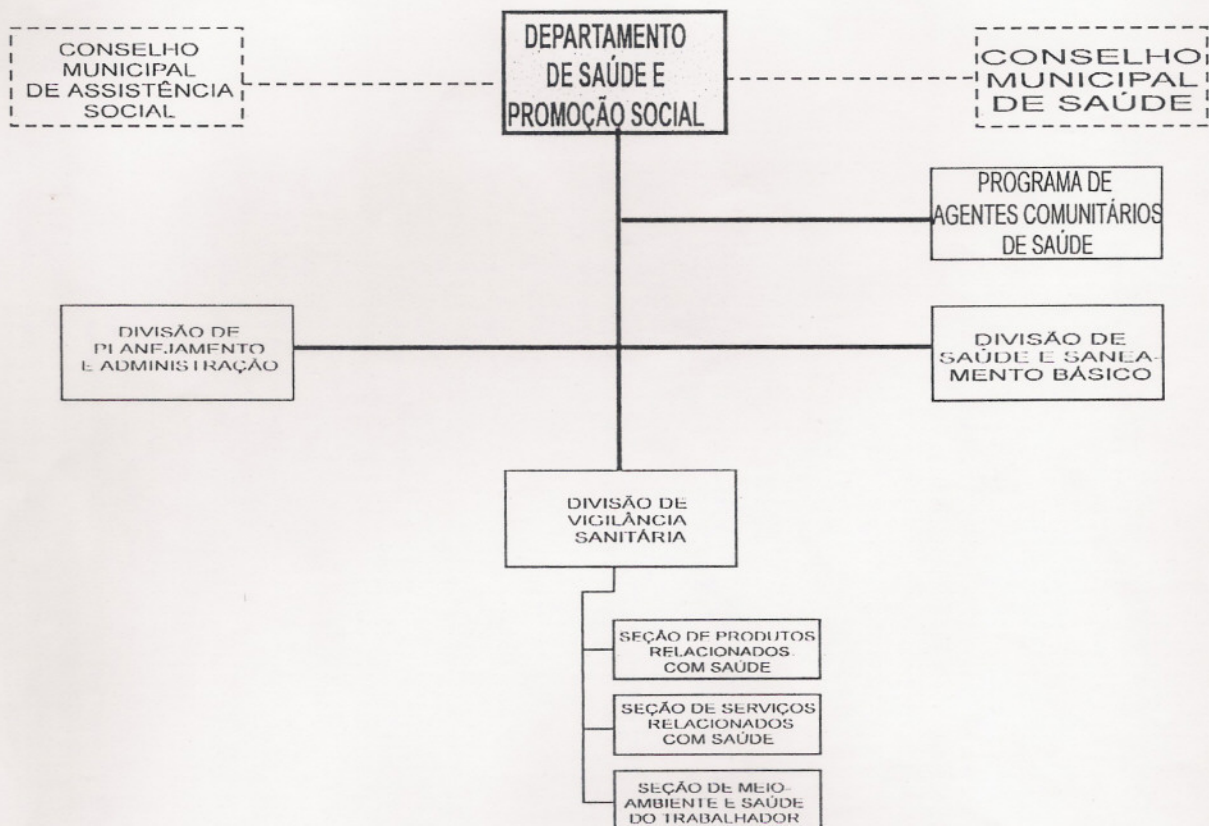 CONSELHO
MUNICIPAL
DE ASSISTÊNCIA
SOCIAL
DEPARTAMENTO
DE SAÚDE E
PROMOÇÃO SOCIAL
CONSELHO
MUNICIPAL
DE SAÚDE
PROGRAMA DE
AGENTES COMUNITÁRIOS
DE SAÚDE
DIVISÃO DE
PLANEJAMENTO
E ADMINISTRAÇÃO
DIVISÃO DE
SAÚDE E SANEA-
MENTO BÁSICO
DIVISÃO DE
VIGILÂNCIA
SANITÁRIA
SEÇÃO DE PRODUTOS
RELACIONADOS
COM SAÚDE
SEÇÃO DE SERVIÇOS
RELACIONADOS
COM SAÚDE
SEÇÃO DE MEIO-
AMBIENTE E SAÚDE
DO TRABALHADOR